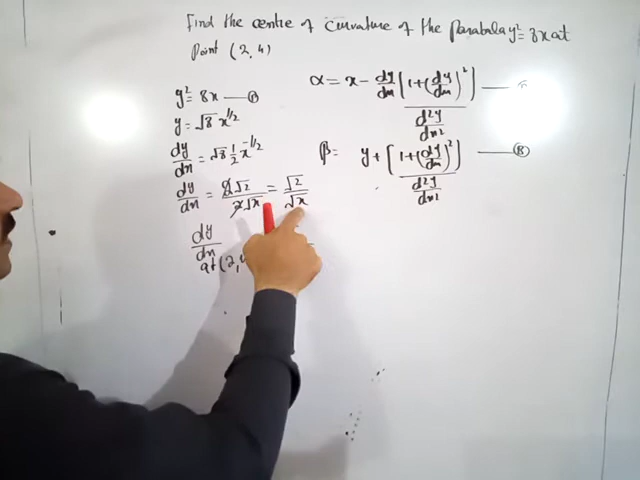 Find the centre of curvature of the Parabola y² = 8x at
point (2,4)
y² = 8x —— Ⓐ
y = √8 x^1/2
dy/dx = √8 1/2 x^-1/2
dy/dx = 2√2/2√x = √2/√x
dy/dx
at (2,
α = x - dy/dx [1+(dy/dx)²] / d²y/dx² ——
β = y + [1+(dy/dx)²] / d²y/dx² —— Ⓑ